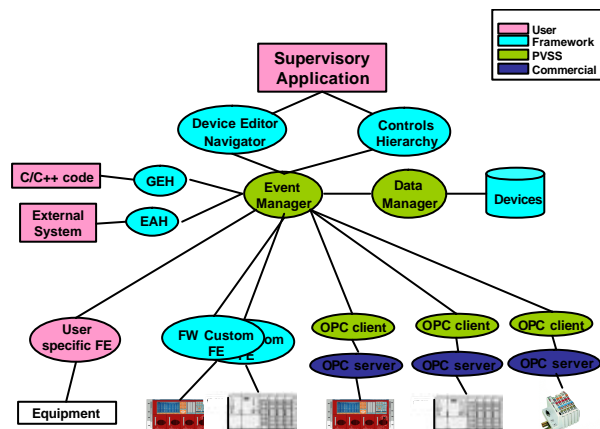 User
Framework
PVSS
Commercial
Supervisory
Application
Device Editor
Navigator
Controls
Hierarchy
C/C++ code
GEH
Event
Manager
Data
Manager
Devices
External
System
EAH
User
specific FE
FW Custom
FE
om
FE
OPC client
OPC client
OPC client
OPC server
OPC server
OPC server
Equipment